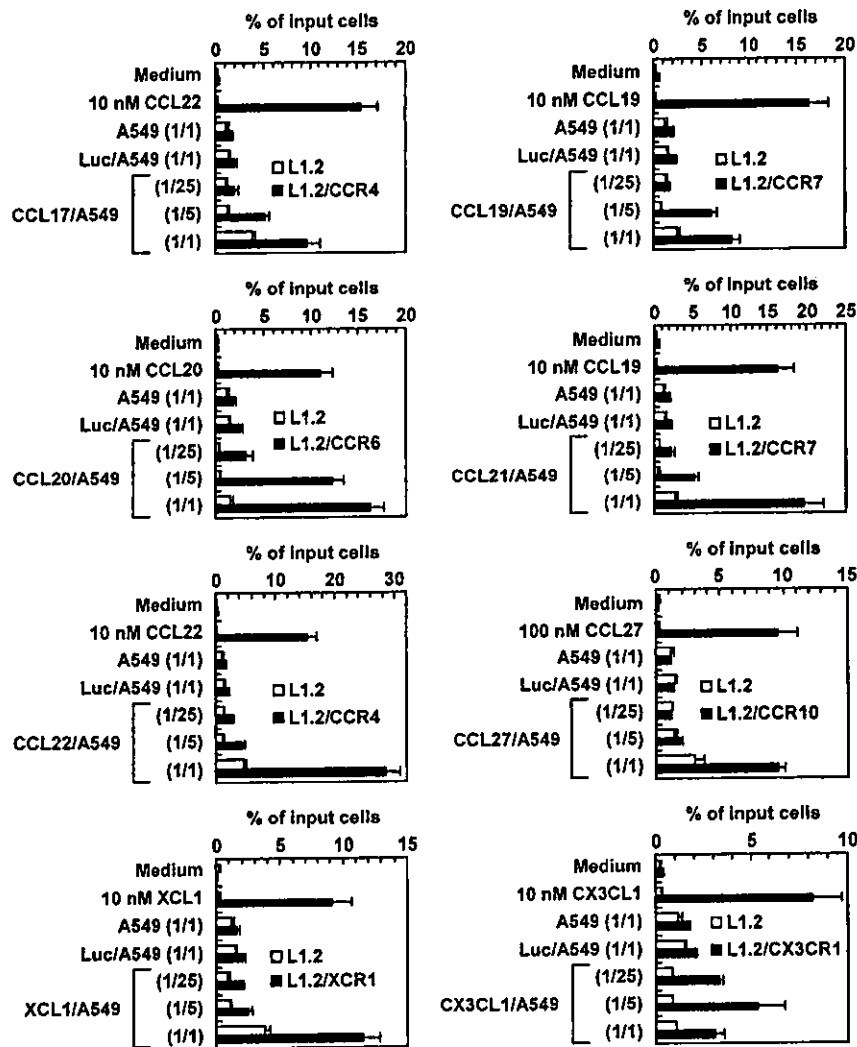 % of input cells
0 5 10 15 20
Medium
10 nM CCL22
A549 (1/1)
Luc/A549 (1/1)
CCL17/A549
(1/25)
(1/5)
(1/1)
L1.2
L1.2/CCR4
% of input cells
0 5 10 15 20
Medium
10 nM CCL19
A549 (1/1)
Luc/A549 (1/1)
CCL19/A549
(1/25)
(1/5)
(1/1)
L1.2
L1.2/CCR7
% of input cells
0 5 10 15 20
Medium
10 nM CCL20
A549 (1/1)
Luc/A549 (1/1)
CCL20/A549
(1/25)
(1/5)
(1/1)
L1.2
L1.2/CCR6
% of input cells
0 5 10 15 20 25
Medium
10 nM CCL19
A549 (1/1)
Luc/A549 (1/1)
CCL21/A549
(1/25)
(1/5)
(1/1)
L1.2
L1.2/CCR7
% of input cells
0 10 20 30
Medium
10 nM CCL22
A549 (1/1)
Luc/A549 (1/1)
CCL22/A549
(1/25)
(1/5)
(1/1)
L1.2
L1.2/CCR4
% of input cells
0 5 10 15
Medium
100 nM CCL27
A549 (1/1)
Luc/A549 (1/1)
CCL27/A549
(1/25)
(1/5)
(1/1)
L1.2
L1.2/CCR10
% of input cells
0 5 10 15
Medium
10 nM XCL1
A549 (1/1)
Luc/A549 (1/1)
XCL1/A549
(1/25)
(1/5)
(1/1)
L1.2
L1.2/XCR1
% of input cells
0 5 10
Medium
10 nM CX3CL1
A549 (1/1)
Luc/A549 (1/1)
CX3CL1/A549
(1/25)
(1/5)
(1/1)
L1.2
L1.2/CX3CR1